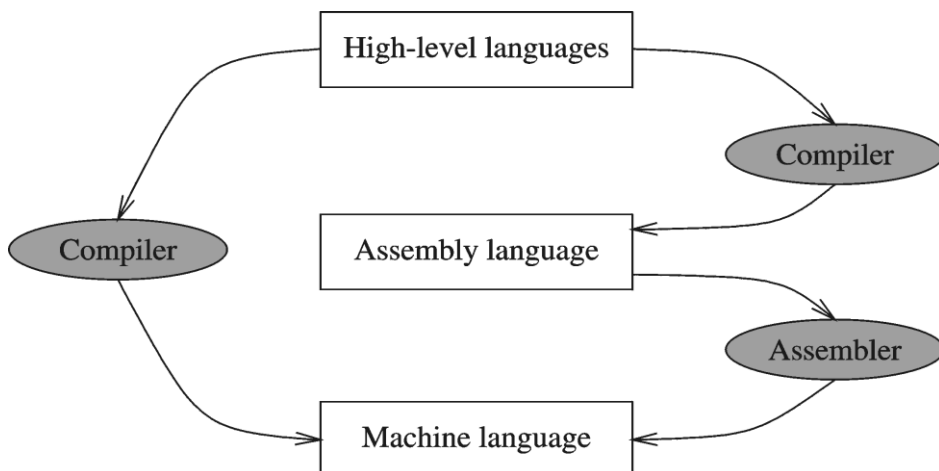 High-level languages
Compiler
Compiler
Assembly language
Assembler
Machine language